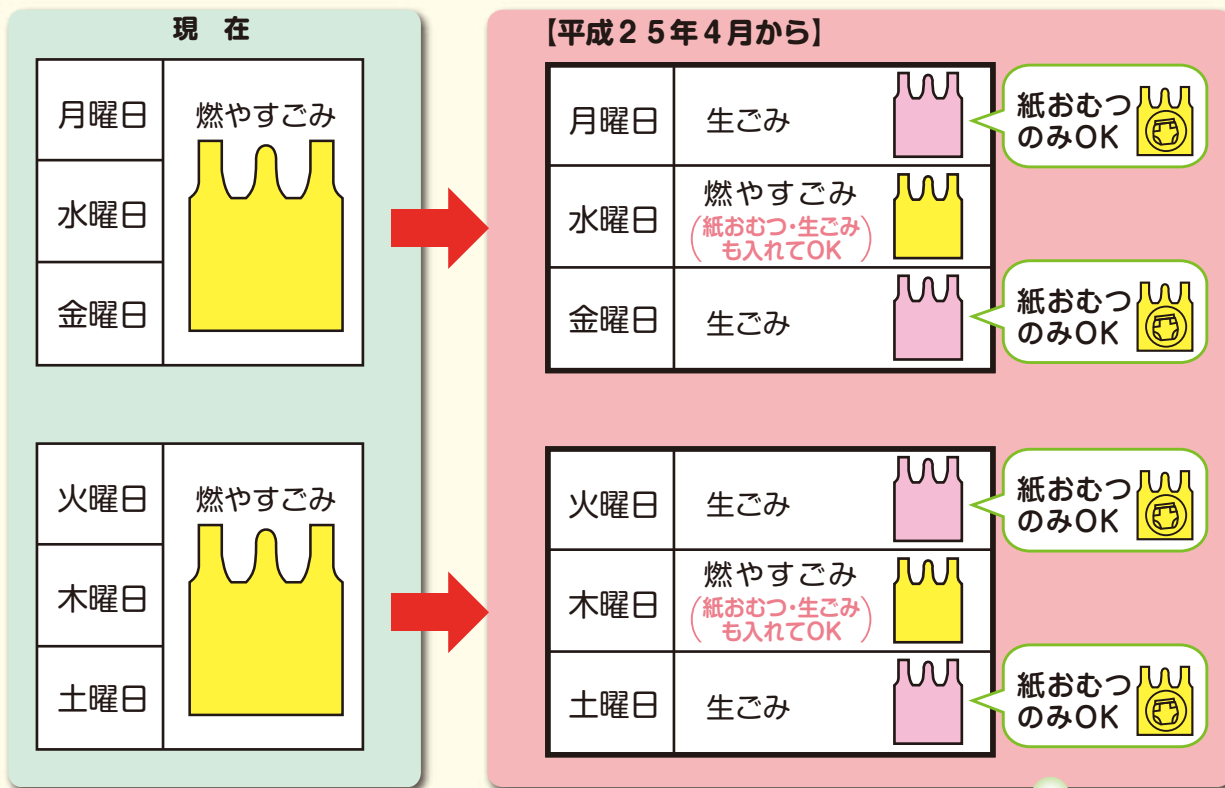 現 在
月曜日
燃やすごみ
水曜日
金曜日
火曜日
燃やすごみ
木曜日
土曜日
【平成25年4月から】
月曜日
生ごみ
紙おむつ
のみOK
水曜日
燃やすごみ
(紙おむつ・生ごみ
も入れてOK)
金曜日
生ごみ
紙おむつ
のみOK
火曜日
生ごみ
紙おむつ
のみOK
木曜日
燃やすごみ
(紙おむつ・生ごみ
も入れてOK)
土曜日
生ごみ
紙おむつ
のみOK